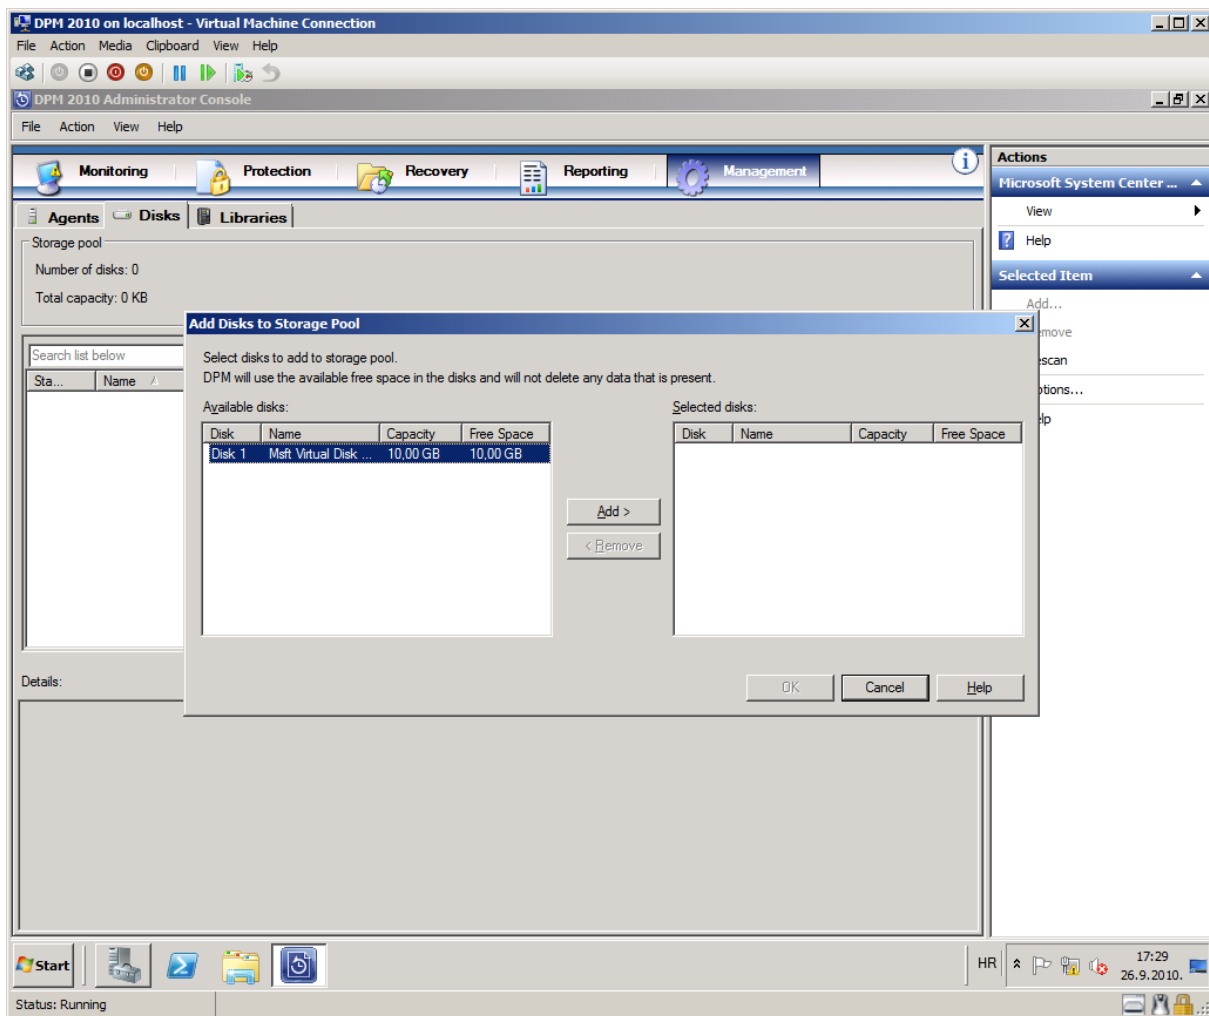 DPM 2010 on localhost - Virtual Machine Connection
File Action Media Clipboard View Help
DPM 2010 Administrator Console
File Action View Help
Monitoring Protection Recovery Reporting Management
Agents Disks Libraries
Storage pool
Number of disks: 0
Total capacity: 0 KB
Search list below
Sta... Name
Details:
Add Disks to Storage Pool
Select disks to add to storage pool.
DPM will use the available free space in the disks and will not delete any data that is present.
Available disks:
Disk Name Capacity Free Space
Disk 1 Msft Virtual Disk ... 10,00 GB 10,00 GB
Add >
< Remove
Selected disks:
Disk Name Capacity Free Space
OK Cancel Help
Actions
Microsoft System Center ...
View
Help
Selected Item
Add...
emove
escan
ptions...
elp
Start
HR
17:29
26.9.2010.
Status: Running